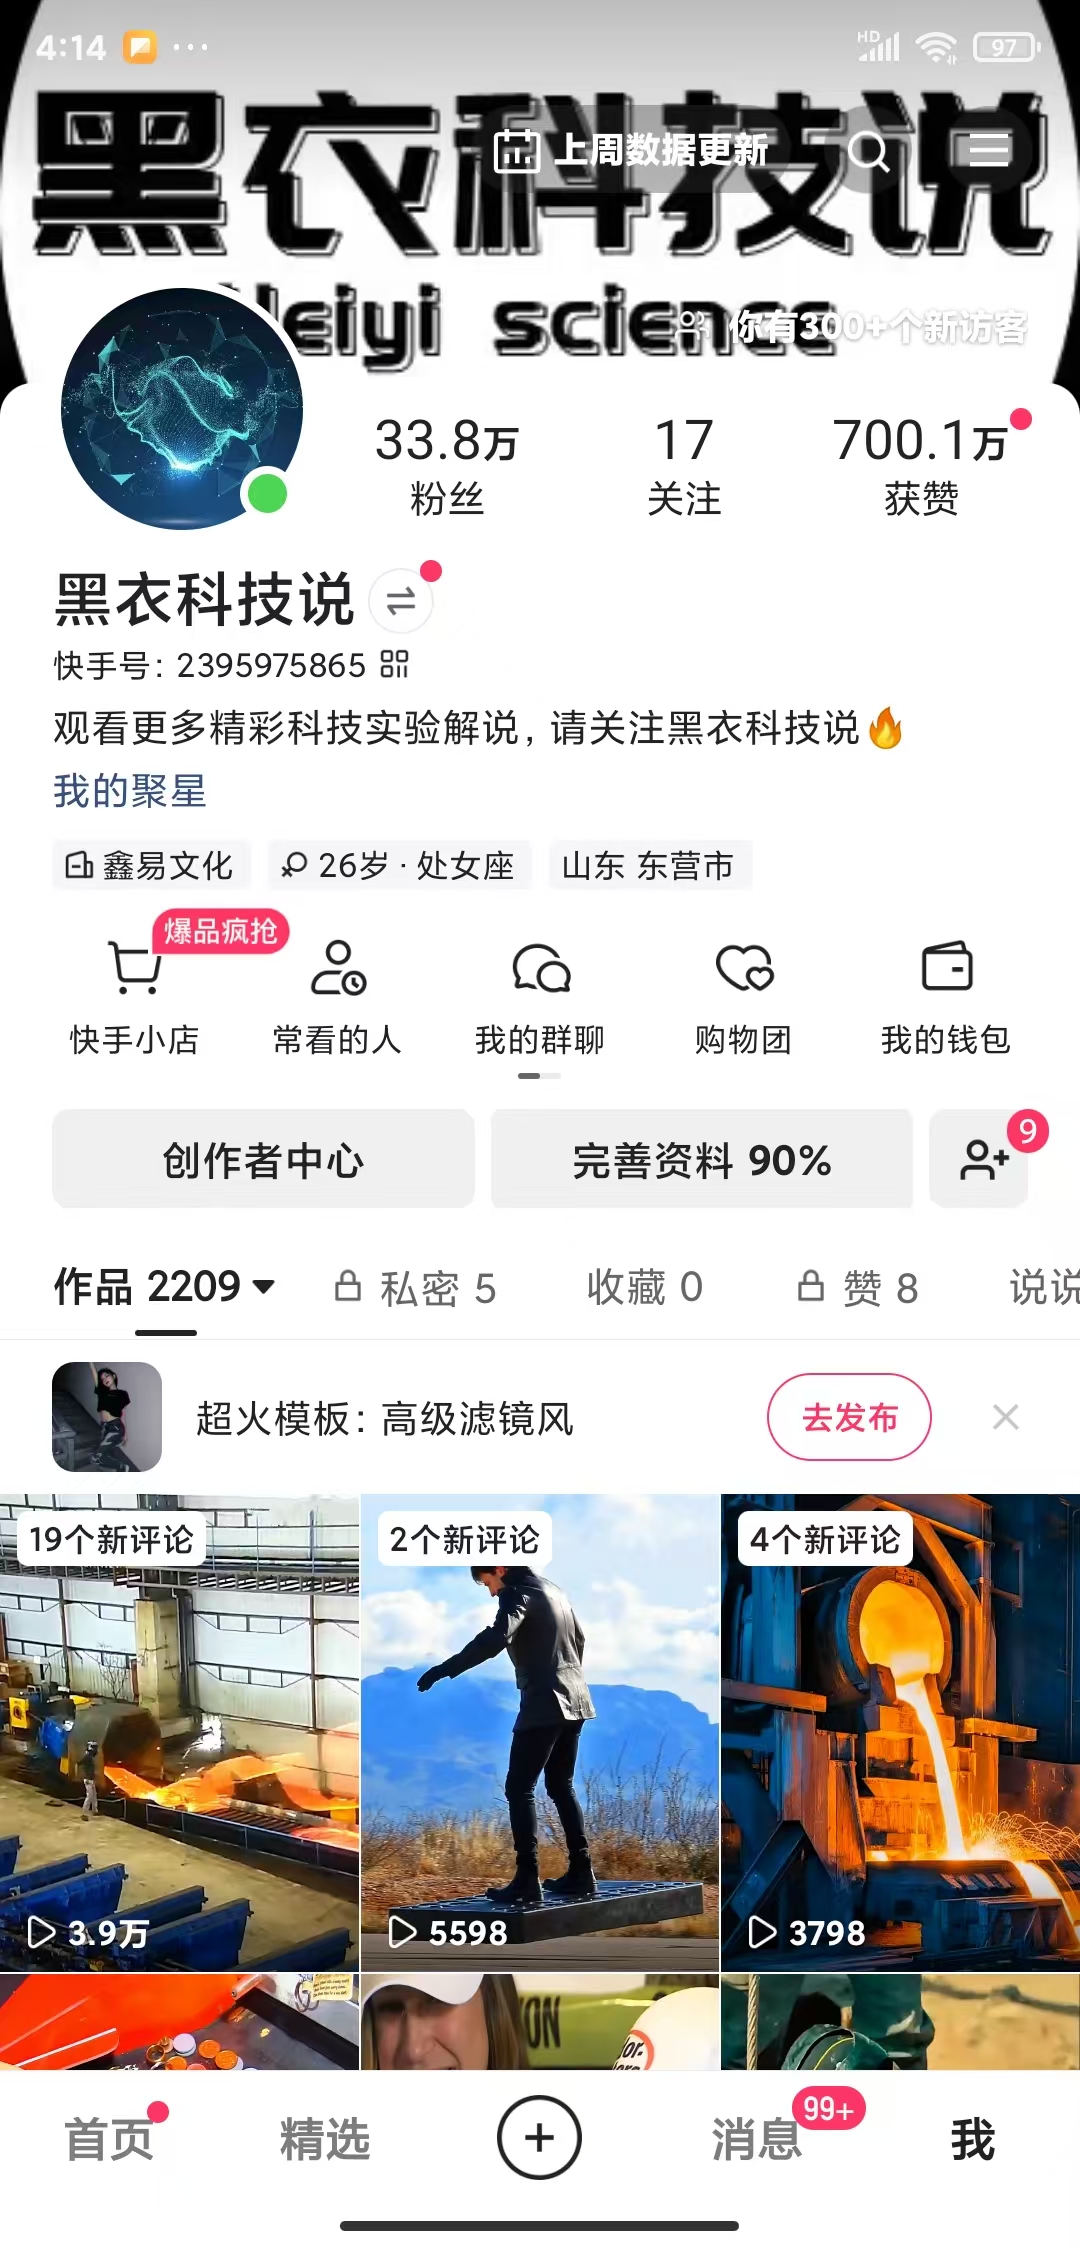 4:14
HD
97
黑衣科技说
上周数据更新
Heiyi science
你有300+个新访客
33.8万
17
700.1万
粉丝
关注
获赞
黑衣科技说
快手号: 2395975865
观看更多精彩科技实验解说, 请关注黑衣科技说🔥
我的聚星
鑫易文化
26岁 · 处女座
山东 东营市
爆品疯抢
快手小店
常看的人
我的群聊
购物团
我的钱包
创作者中心
完善资料 90%
9
作品 2209
私密 5
收藏 0
赞 8
说说
超火模板: 高级滤镜风
去发布
19个新评论
2个新评论
4个新评论
3.9万
5598
3798
首页
精选
消息
99+
我